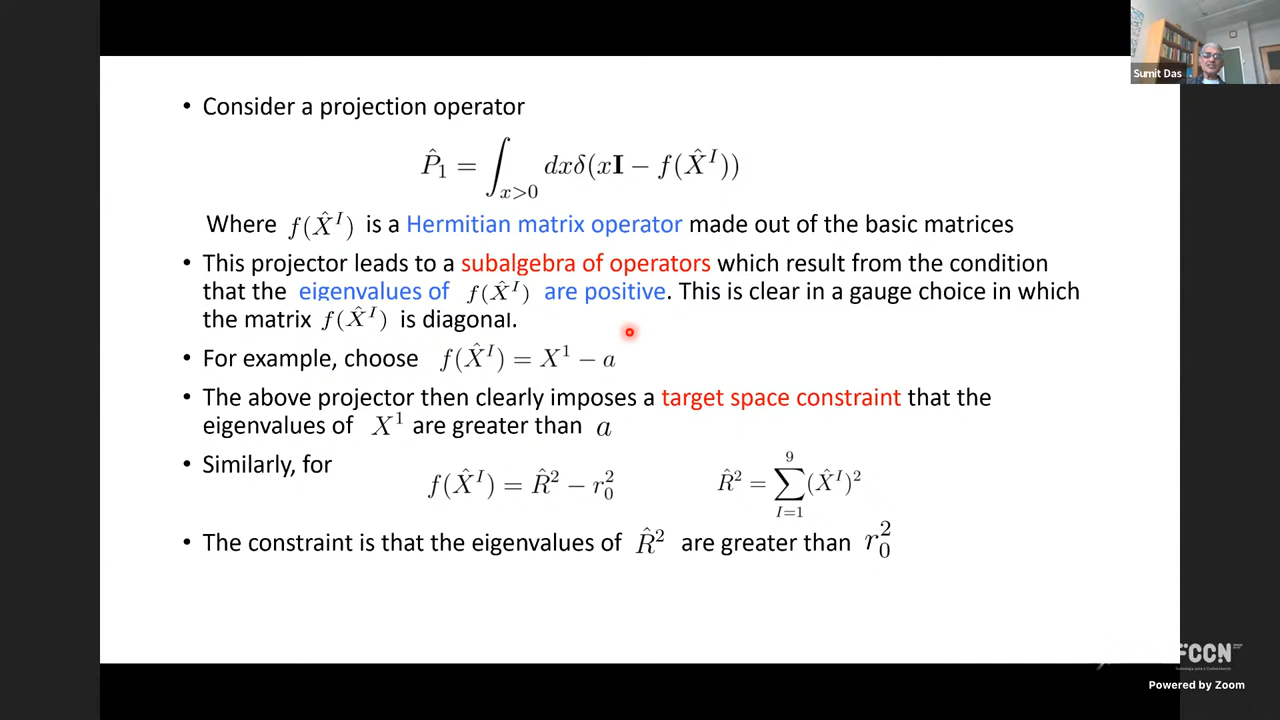 Sumit Das
• Consider a projection operator
P̂₁ = ∫_{x>0} dxδ(x𝐈 − f(X̂ᴵ))
Where f(X̂ᴵ) is a Hermitian matrix operator made out of the basic matrices
• This projector leads to a subalgebra of operators which result from the condition
that the eigenvalues of f(X̂ᴵ) are positive. This is clear in a gauge choice in which
the matrix f(X̂ᴵ) is diagonal.
• For example, choose f(X̂ᴵ) = X¹ − a
• The above projector then clearly imposes a target space constraint that the
eigenvalues of X¹ are greater than a
• Similarly, for
f(X̂ᴵ) = R̂² − r₀² R̂² = ∑_{I=1}^{9} (X̂ᴵ)²
• The constraint is that the eigenvalues of R̂² are greater than r₀²
FCCN
Powered by Zoom